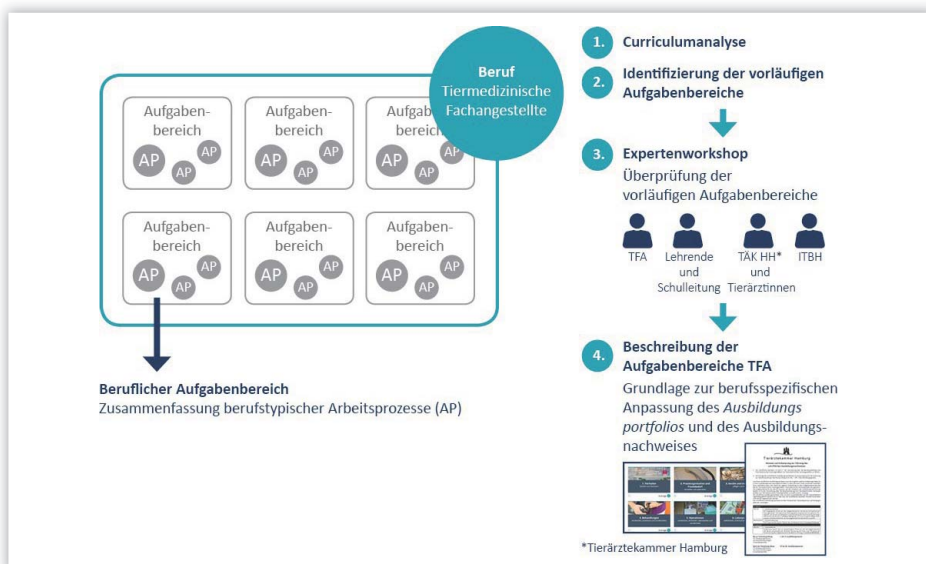 Beruf
Tiermedizinische
Fachangestellte
Aufgaben-
bereich
AP
AP
AP
Aufgaben-
bereich
AP
AP
AP
Aufgaben-
bereich
AP
AP
AP
Aufgaben-
bereich
AP
AP
AP
Aufgaben-
bereich
AP
AP
AP
Aufgaben-
bereich
AP
AP
AP
Beruflicher Aufgabenbereich
Zusammenfassung berufstypischer Arbeitsprozesse (AP)
1. Curriculumanalyse
2. Identifizierung der vorläufigen
Aufgabenbereiche
3. Expertenworkshop
Überprüfung der
vorläufigen Aufgabenbereiche
TFA
Lehrende
und
Schulleitung
TÄK HH*
und
Tierärztinnen
ITBH
4. Beschreibung der
Aufgabenbereiche TFA
Grundlage zur berufsspezifischen
Anpassung des Ausbildungs
portfolios und des Ausbildungs-
nachweises
Tierärztekammer Hamburg
*Tierärztekammer Hamburg